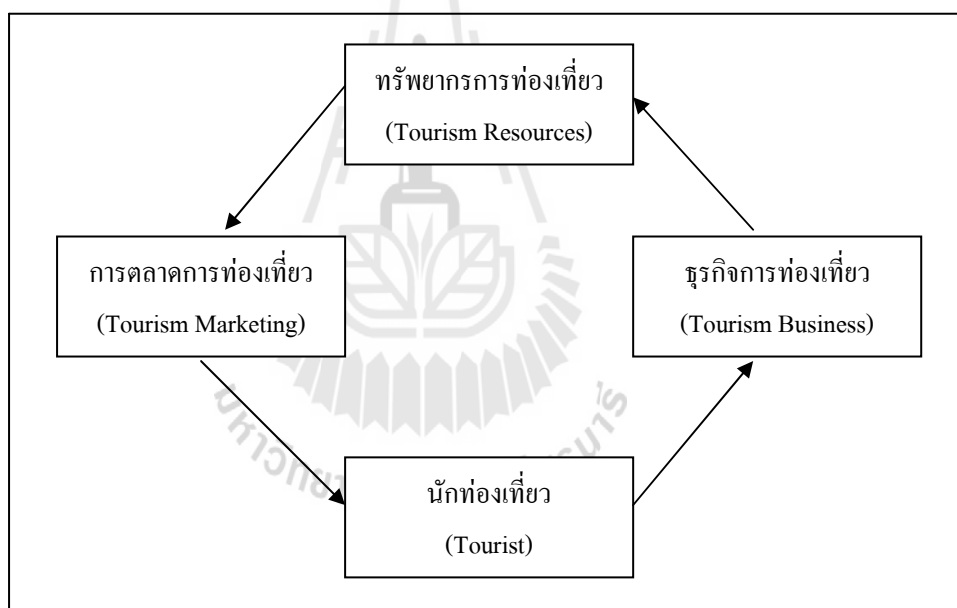 ทรัพยากรการท่องเที่ยว
(Tourism Resources)
การตลาดการท่องเที่ยว
(Tourism Marketing)
ธุรกิจการท่องเที่ยว
(Tourism Business)
นักท่องเที่ยว
(Tourist)